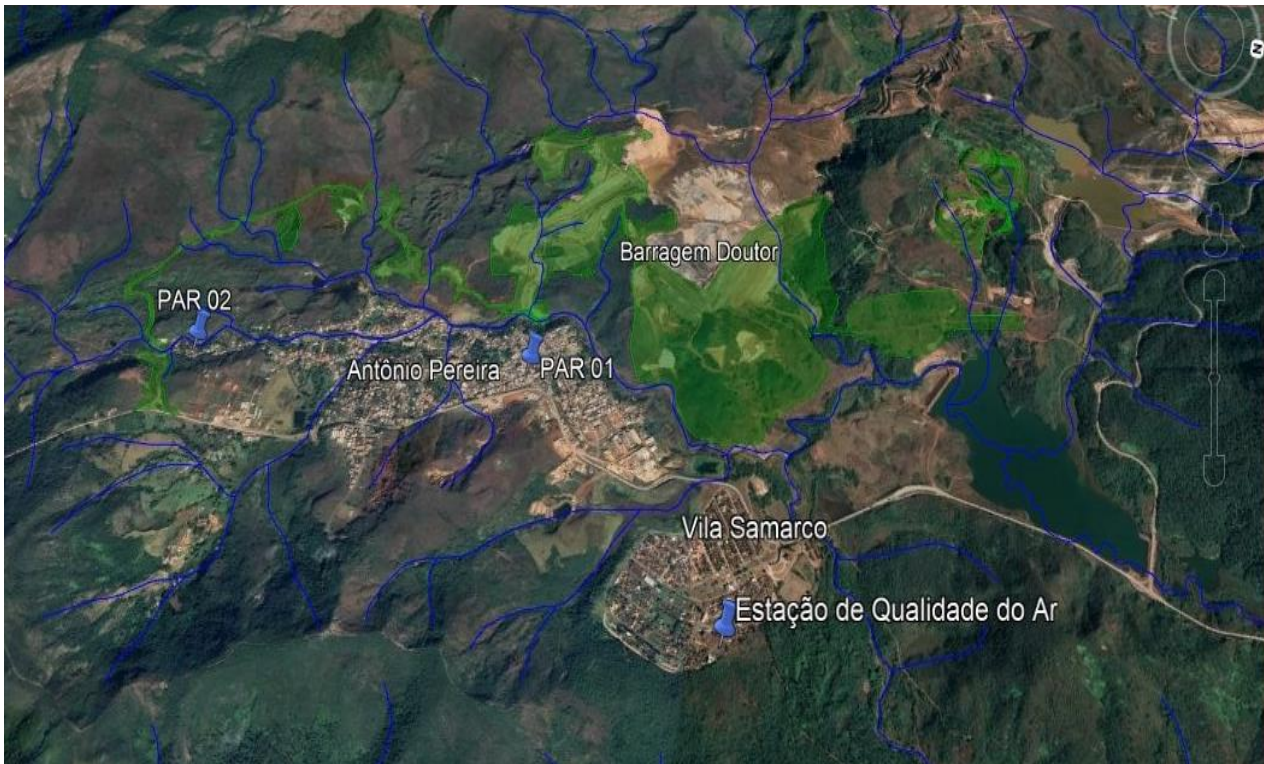 N
Barragem Doutor
PAR 02
Antônio Pereira
PAR 01
Vila Samarco
Estação de Qualidade do Ar